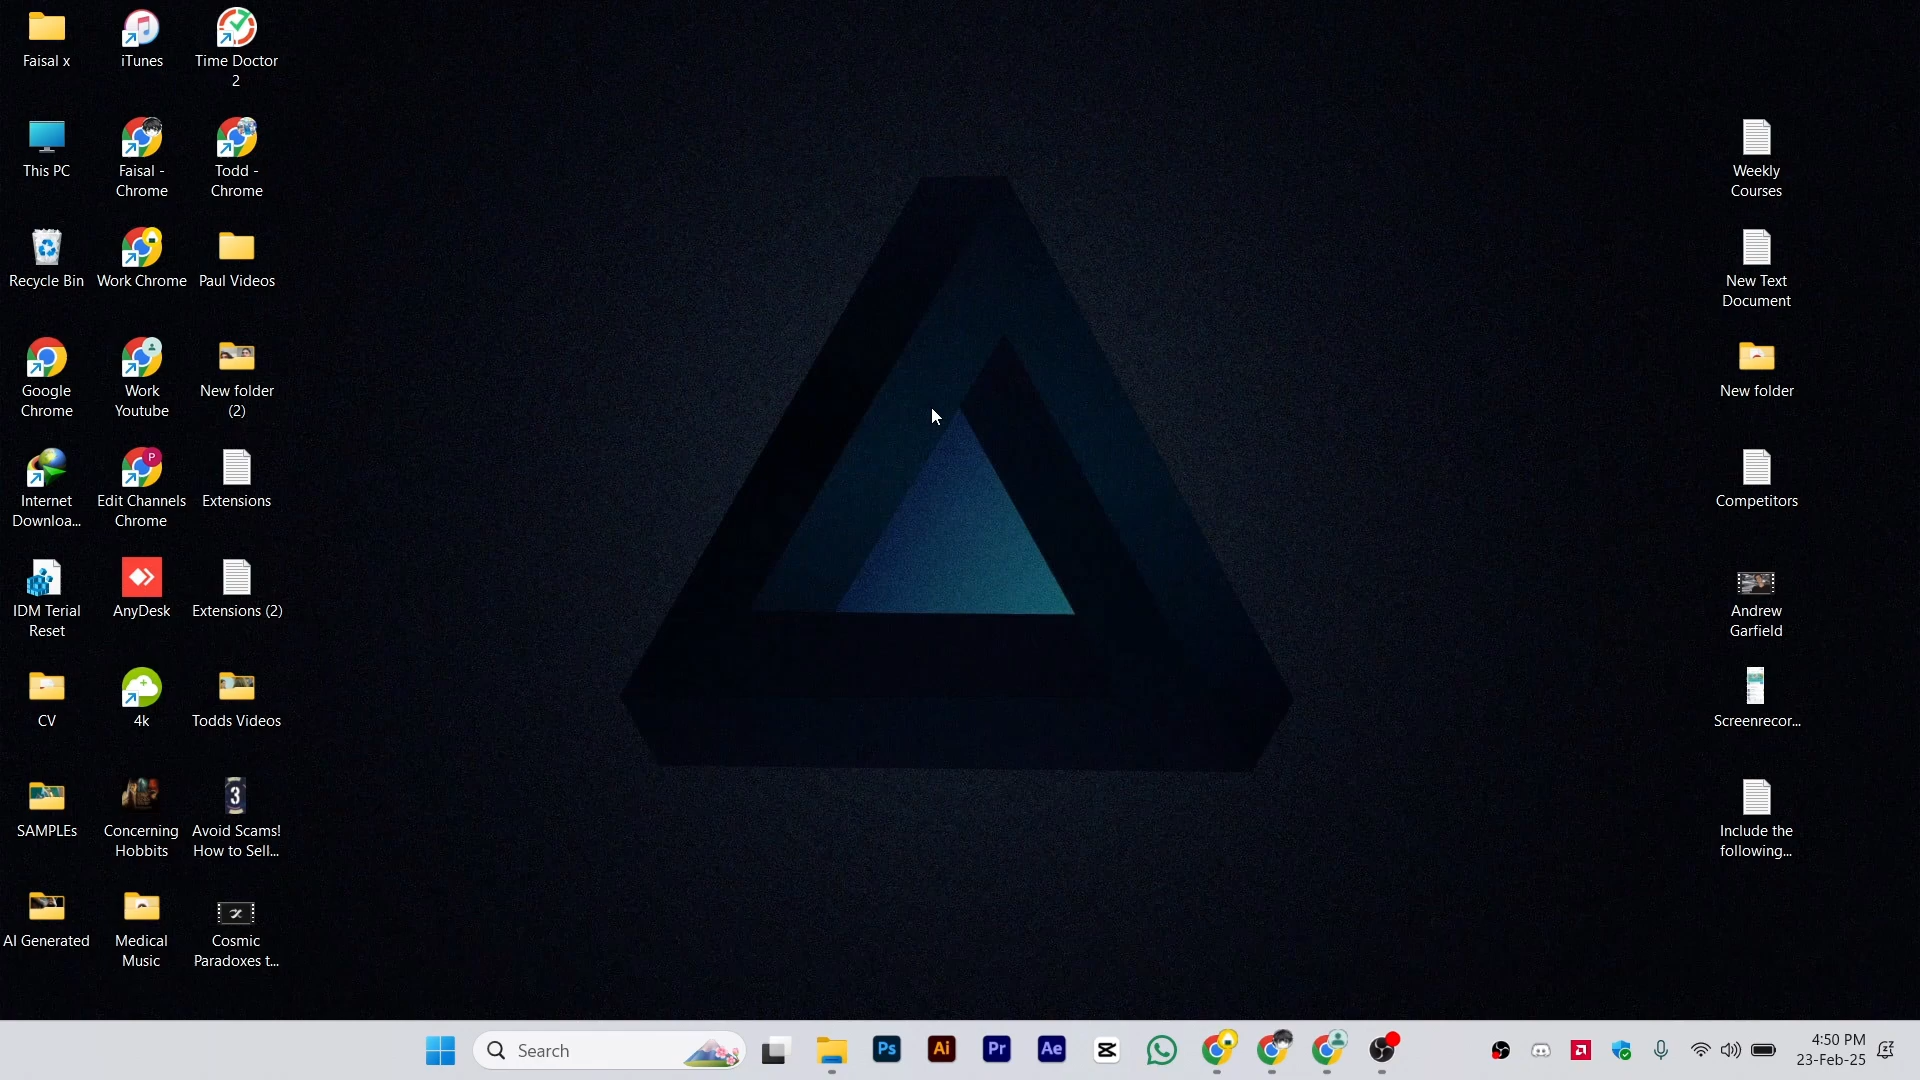 Faisal x
iTunes
Time Doctor
2
This PC
Faisal -
Chrome
Todd -
Chrome
Recycle Bin
Work Chrome
Paul Videos
Google
Chrome
Work
Youtube
New folder
(2)
Internet
Downloa...
Edit Channels
Chrome
Extensions
IDM Terial
Reset
AnyDesk
Extensions (2)
CV
4k
Todds Videos
SAMPLEs
Concerning
Hobbits
3
Avoid Scams!
How to Sell...
AI Generated
Medical
Music
Cosmic
Paradoxes t...
Weekly
Courses
New Text
Document
New folder
Competitors
Andrew
Garfield
Screenrecor...
Include the
following...
P
Search
Ps
Ai
Pr
Ae
4:50 PM
23-Feb-25